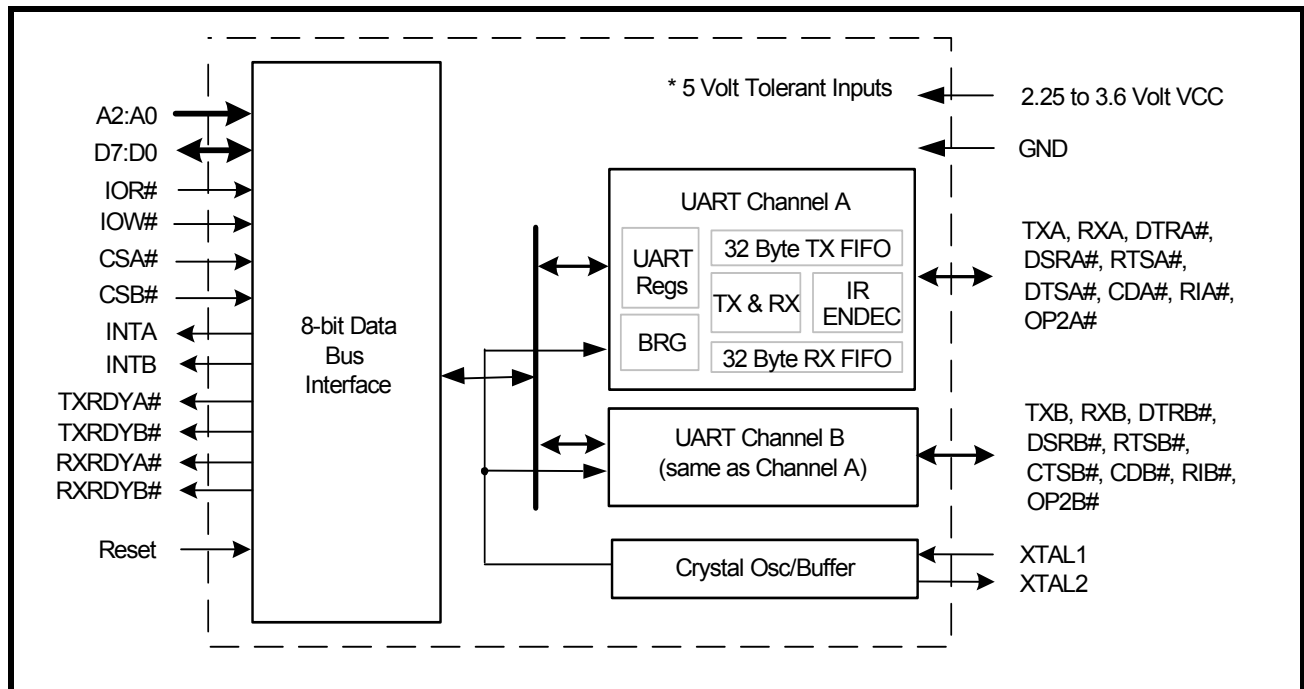 * 5 Volt Tolerant Inputs
2.25 to 3.6 Volt VCC
GND
A2:A0
D7:D0
IOR#
IOW#
CSA#
CSB#
INTA
INTB
TXRDYA#
TXRDYB#
RXRDYA#
RXRDYB#
Reset
8-bit Data
Bus
Interface
UART Channel A
UART
Regs
BRG
32 Byte TX FIFO
TX & RX
IR
ENDEC
32 Byte RX FIFO
TXA, RXA, DTRA#,
DSRA#, RTSA#,
DTSA#, CDA#, RIA#,
OP2A#
UART Channel B
(same as Channel A)
TXB, RXB, DTRB#,
DSRB#, RTSB#,
CTSB#, CDB#, RIB#,
OP2B#
Crystal Osc/Buffer
XTAL1
XTAL2